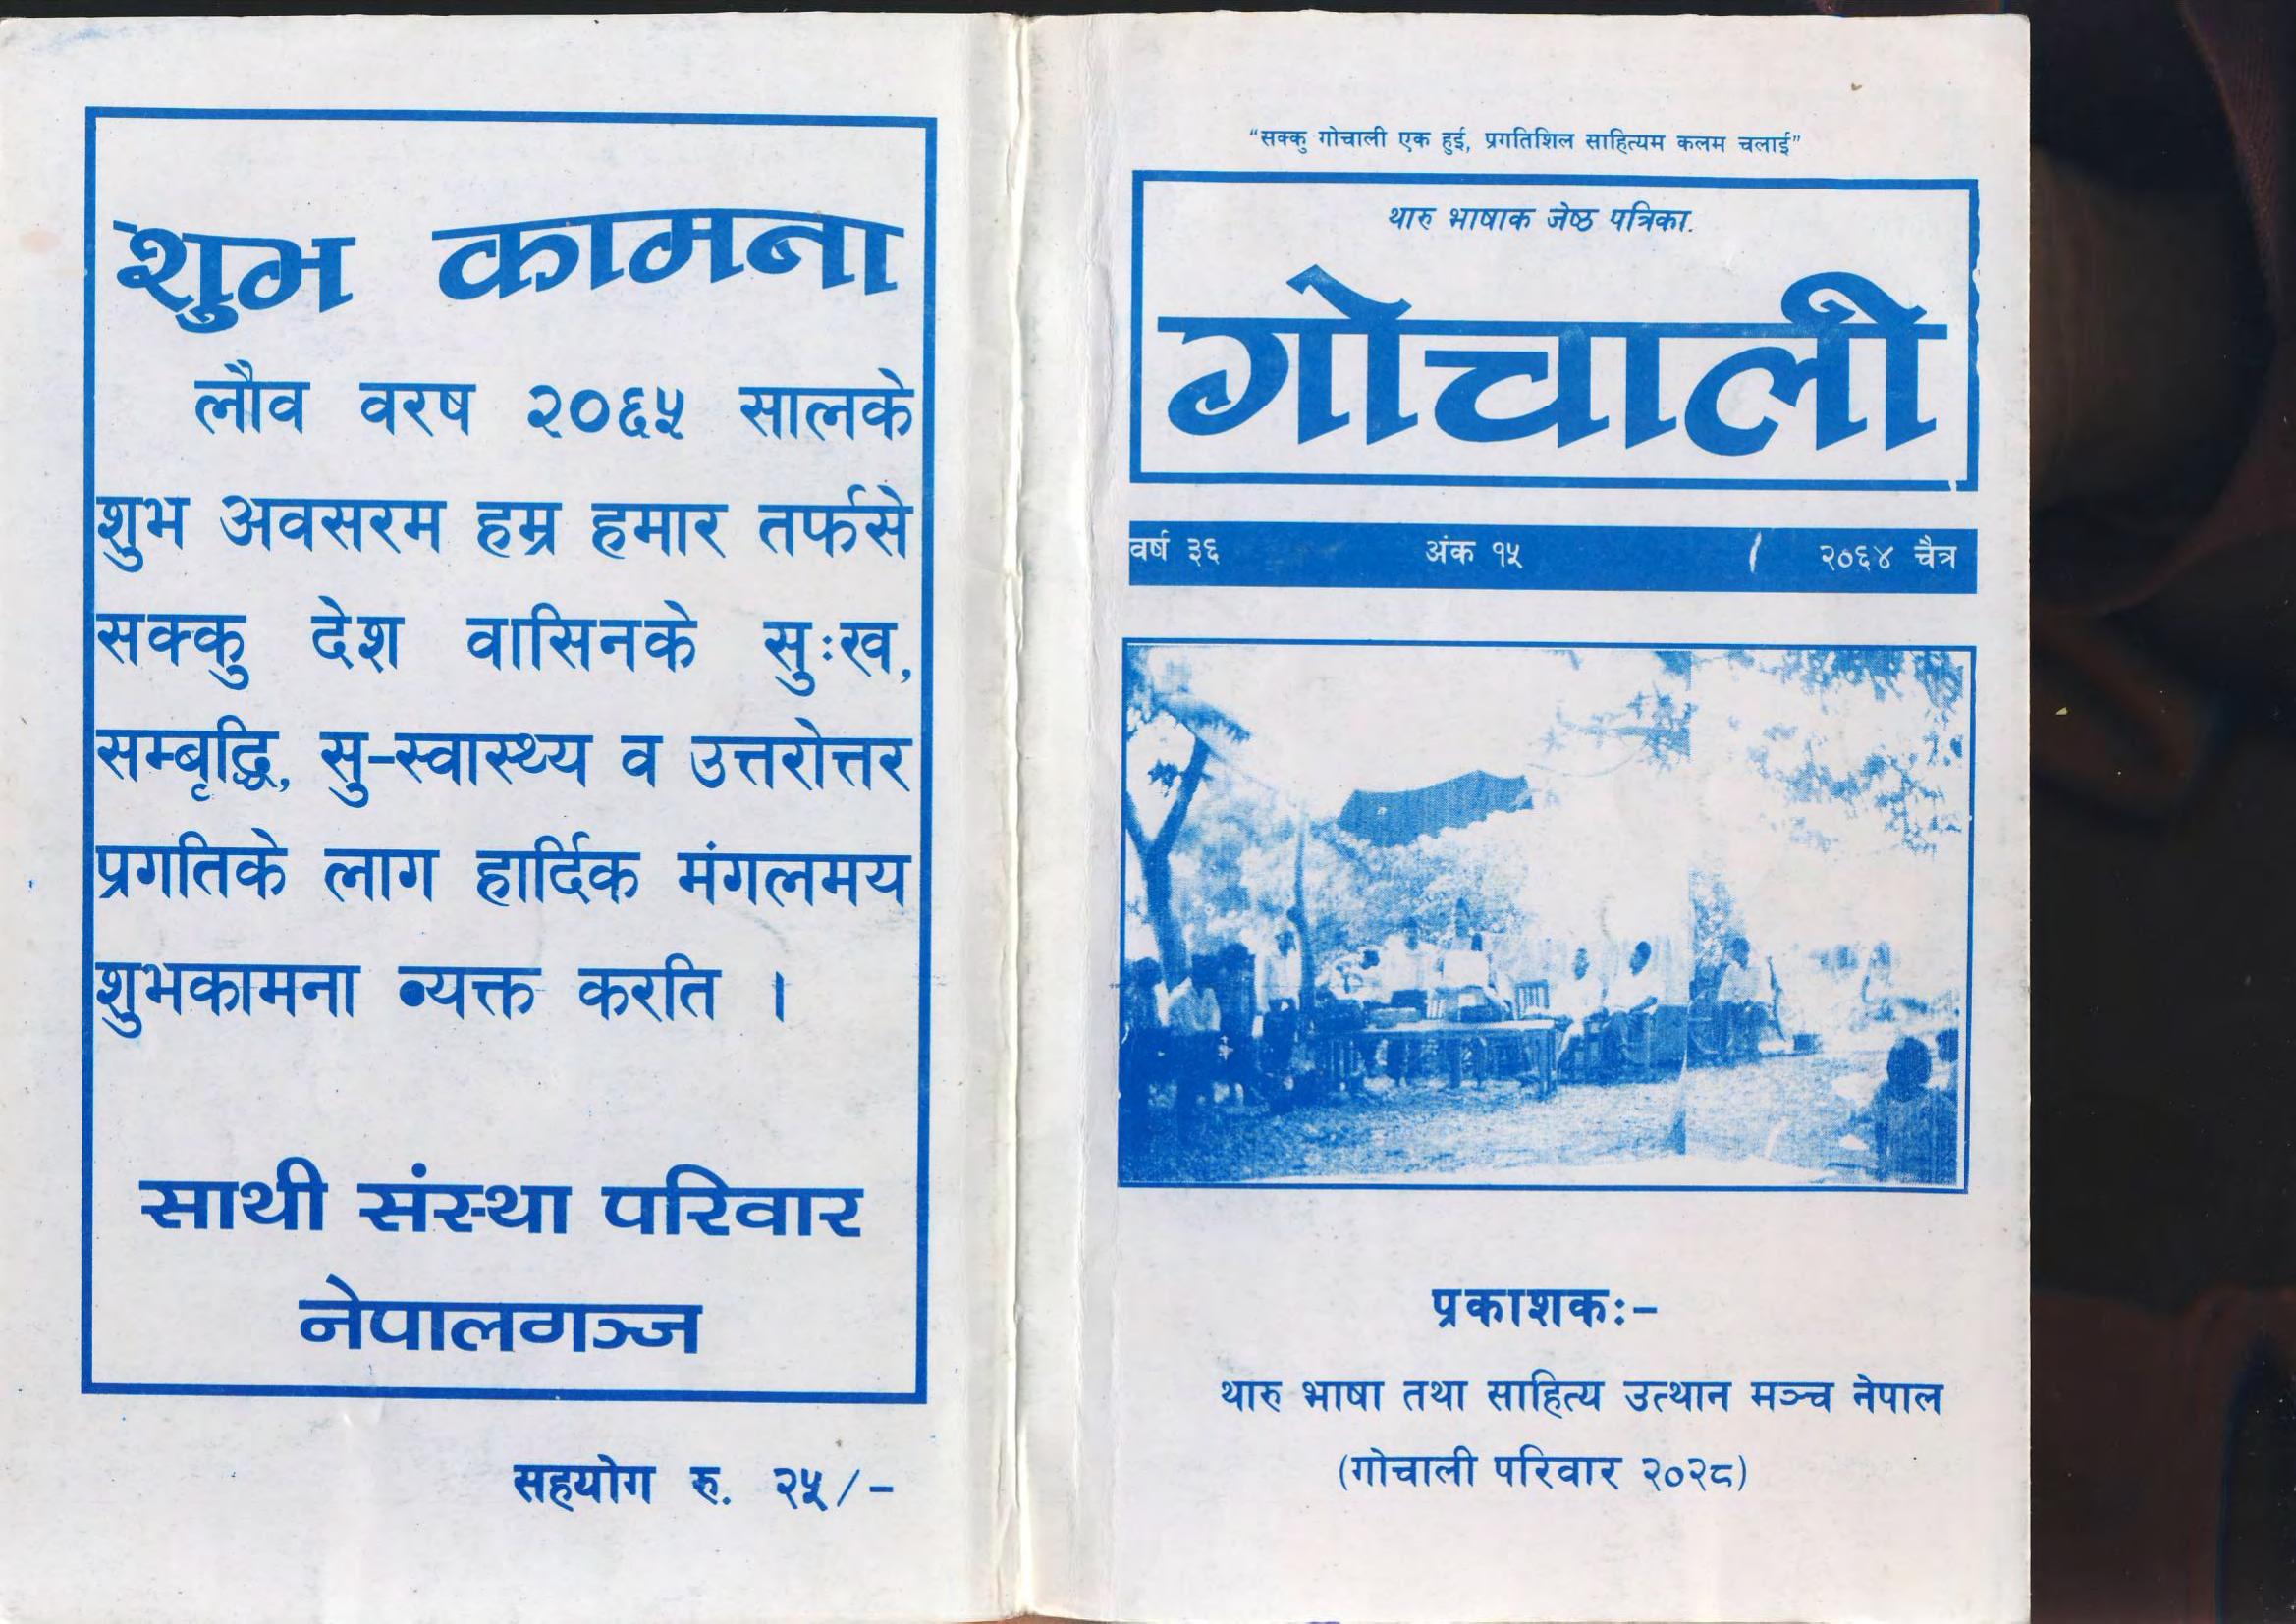 शुभ कामना
लौव वरष २०६५ सालके
शुभ अवसरम हम्र हमार तर्फसे
सक्कु देश वासिनके सुःख,
सम्बृद्धि, सु-स्वास्थ्य व उत्तरोत्तर
प्रगतिके लाग हार्दिक मंगलमय
शुभकामना व्यक्त करति ।
साथी संस्था परिवार
नेपालगञ्ज
सहयोग रु. २५/-
“सक्कु गोचाली एक हुई, प्रगतिशिल साहित्यम कलम चलाई”
थारु भाषाक जेष्ठ पत्रिका.
गोचाली
वर्ष ३६ अंक १५ २०६४ चैत्र
प्रकाशकः-
थारु भाषा तथा साहित्य उत्थान मञ्च नेपाल
(गोचाली परिवार २०२८)